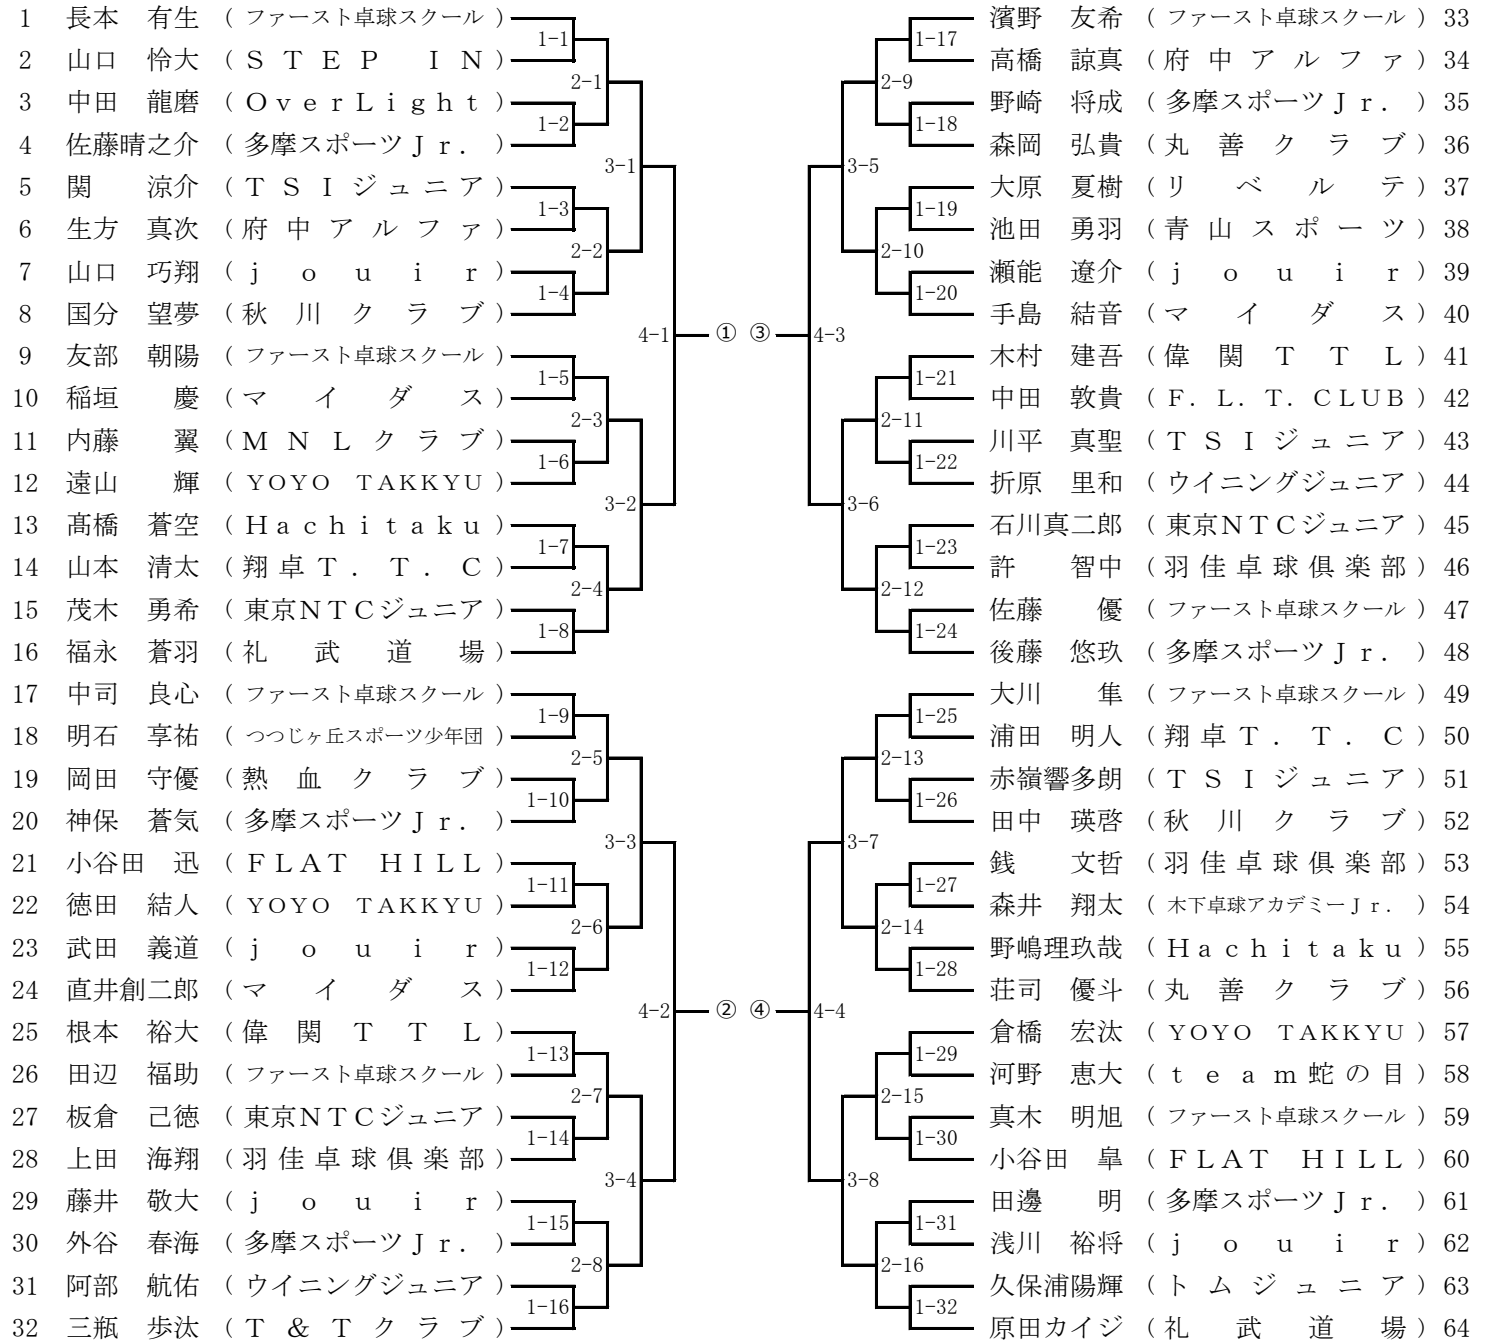 1 長本 有生 (ファースト卓球スクール)
1-1
2 山口 怜大 (STEP IN)
2-1
3 中田 龍磨 (OverLight)
1-2
4 佐藤晴之介 (多摩スポーツJr.)
3-1
5 関 涼介 (TSIジュニア)
1-3
6 生方 真次 (府中アルファ)
2-2
7 山口 巧翔 (jouir)
1-4
8 国分 望夢 (秋川クラブ)
4-1 ①
9 友部 朝陽 (ファースト卓球スクール)
1-5
10 稲垣 慶 (マイダス)
2-3
11 内藤 翼 (MNLクラブ)
1-6
12 遠山 輝 (YOYO TAKKYU)
3-2
13 髙橋 蒼空 (Hachitaku)
1-7
14 山本 清太 (翔卓T.T.C)
2-4
15 茂木 勇希 (東京NTCジュニア)
1-8
16 福永 蒼羽 (礼武道場)
17 中司 良心 (ファースト卓球スクール)
1-9
18 明石 享祐 (つつじヶ丘スポーツ少年団)
2-5
19 岡田 守優 (熱血クラブ)
1-10
20 神保 蒼気 (多摩スポーツJr.)
3-3
21 小谷田 迅 (FLAT HILL)
1-11
22 徳田 結人 (YOYO TAKKYU)
2-6
23 武田 義道 (jouir)
1-12
24 直井創二郎 (マイダス)
4-2 ②
25 根本 裕大 (偉関TTL)
1-13
26 田辺 福助 (ファースト卓球スクール)
2-7
27 板倉 己徳 (東京NTCジュニア)
1-14
28 上田 海翔 (羽佳卓球倶楽部)
3-4
29 藤井 敬大 (jouir)
1-15
30 外谷 春海 (多摩スポーツJr.)
2-8
31 阿部 航佑 (ウイニングジュニア)
1-16
32 三瓶 歩汰 (T&Tクラブ)
濱野 友希 (ファースト卓球スクール) 33
1-17
高橋 諒真 (府中アルファ) 34
2-9
野崎 将成 (多摩スポーツJr.) 35
1-18
森岡 弘貴 (丸善クラブ) 36
3-5
大原 夏樹 (リベルテ) 37
1-19
池田 勇羽 (青山スポーツ) 38
2-10
瀬能 遼介 (jouir) 39
1-20
手島 結音 (マイダス) 40
③ 4-3
木村 建吾 (偉関TTL) 41
1-21
中田 敦貴 (F.L.T.CLUB) 42
2-11
川平 真聖 (TSIジュニア) 43
1-22
折原 里和 (ウイニングジュニア) 44
3-6
石川真二郎 (東京NTCジュニア) 45
1-23
許 智中 (羽佳卓球倶楽部) 46
2-12
佐藤 優 (ファースト卓球スクール) 47
1-24
後藤 悠玖 (多摩スポーツJr.) 48
大川 隼 (ファースト卓球スクール) 49
1-25
浦田 明人 (翔卓T.T.C) 50
2-13
赤嶺響多朗 (TSIジュニア) 51
1-26
田中 瑛啓 (秋川クラブ) 52
3-7
銭 文哲 (羽佳卓球倶楽部) 53
1-27
森井 翔太 (木下卓球アカデミーJr.) 54
2-14
野嶋理玖哉 (Hachitaku) 55
1-28
荘司 優斗 (丸善クラブ) 56
④ 4-4
倉橋 宏汰 (YOYO TAKKYU) 57
1-29
河野 恵大 (team蛇の目) 58
2-15
真木 明旭 (ファースト卓球スクール) 59
1-30
小谷田 皐 (FLAT HILL) 60
3-8
田邊 明 (多摩スポーツJr.) 61
1-31
浅川 裕将 (jouir) 62
2-16
久保浦陽輝 (トムジュニア) 63
1-32
原田カイジ (礼武道場) 64